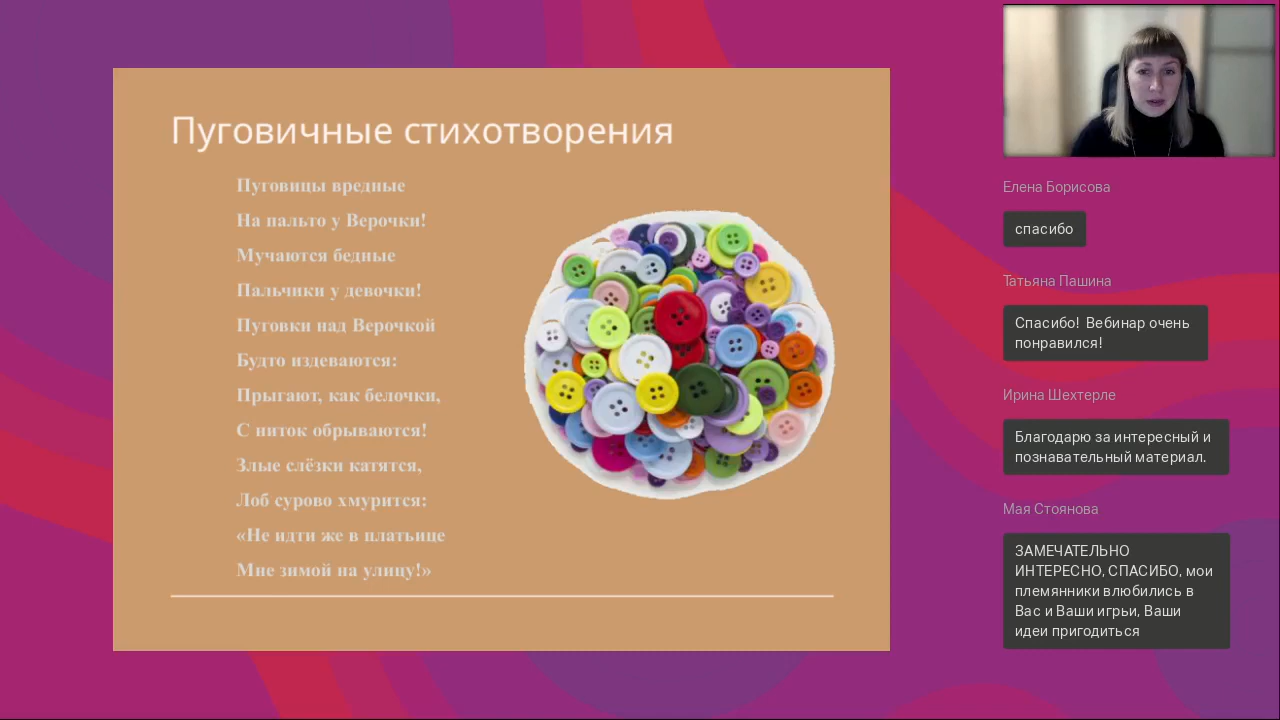 Пуговичные стихотворения
Пуговицы вредные
На пальто у Верочки!
Мучаются бедные
Пальчики у девочки!
Пуговки над Верочкой
Будто издеваются:
Прыгают, как белочки,
С ниток обрываются!
Злые слёзки катятся,
Лоб сурово хмурится:
«Не идти же в платьице
Мне зимой на улицу!»
Елена Борисова
спасибо
Татьяна Пашина
Спасибо! Вебинар очень
понравился!
Ирина Шехтерле
Благодарю за интересный и
познавательный материал.
Мая Стоянова
ЗАМЕЧАТЕЛЬНО
ИНТЕРЕСНО, СПАСИБО, мои
племянники влюбились в
Вас и Ваши игрьи, Ваши
идеи пригодиться